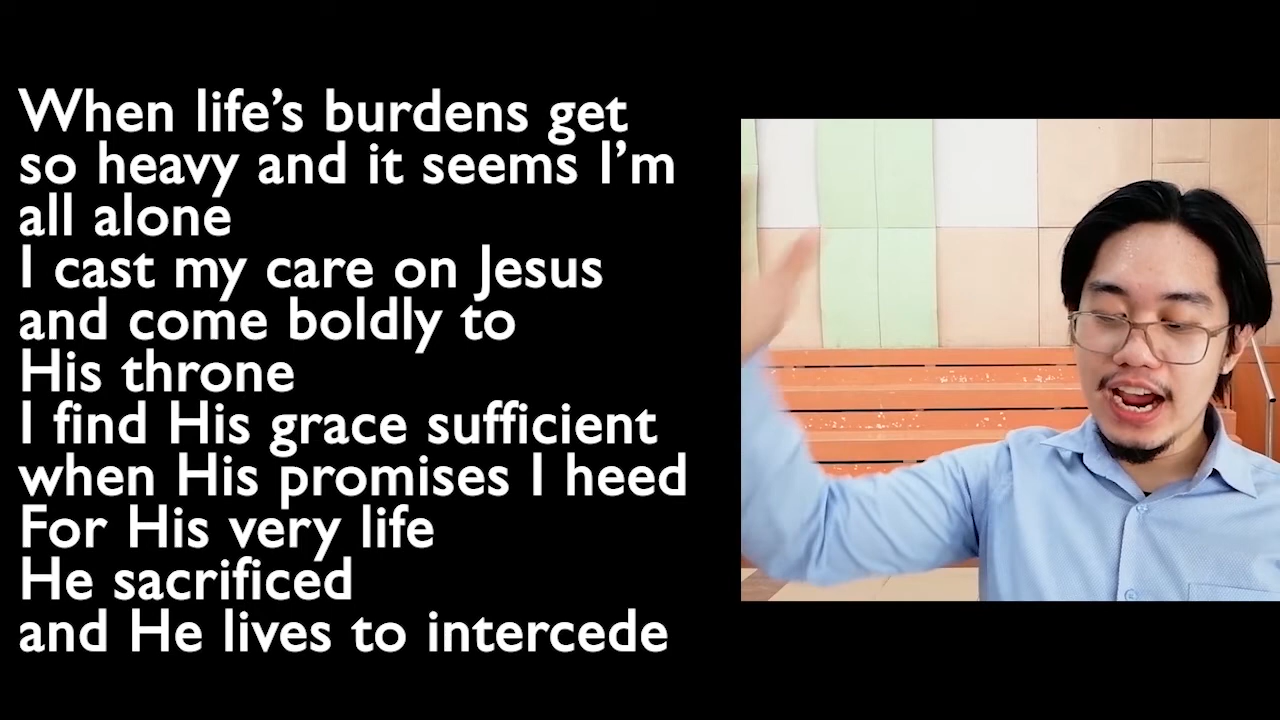 When life’s burdens get
so heavy and it seems I’m
all alone
I cast my care on Jesus
and come boldly to
His throne
I find His grace sufficient
when His promises I heed
For His very life
He sacrificed
and He lives to intercede